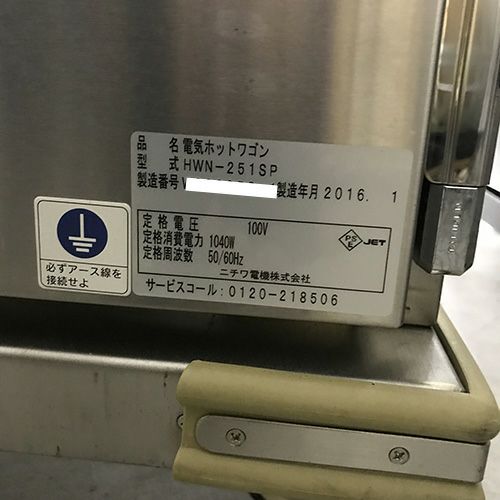 品 名 電気ホットワゴン
型 式 HWN-251SP
製造番号 V 製造年月 2016. 1
定格電圧 100V
定格消費電力 1040W
定格周波数 50/60Hz
PS E JET
ニチワ電機株式会社
サービスコール:0120-218506
必ずアース線を
接続せよ